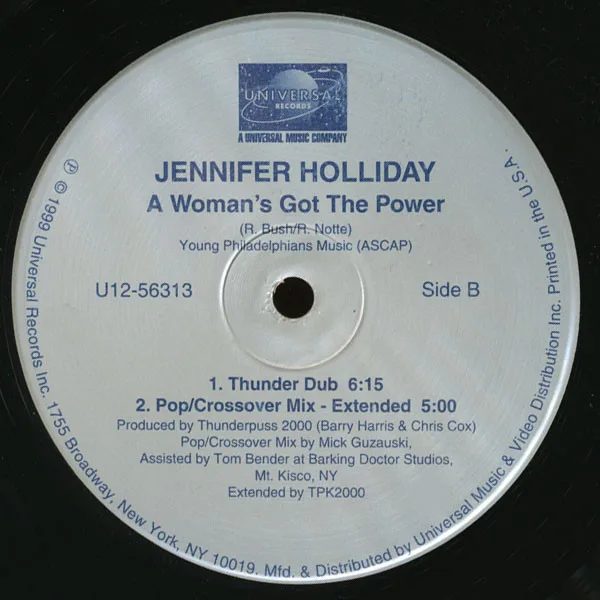 UNIVERSAL
RECORDS
A UNIVERSAL MUSIC COMPANY
JENNIFER HOLLIDAY
A Woman's Got The Power
(R. Bush/R. Notte)
Young Philadelphians Music (ASCAP)
U12-56313
Side B
1. Thunder Dub 6:15
2. Pop/Crossover Mix - Extended 5:00
Produced by Thunderpuss 2000 (Barry Harris & Chris Cox)
Pop/Crossover Mix by Mick Guzauski,
Assisted by Tom Bender at Barking Doctor Studios,
Mt. Kisco, NY
Extended by TPK2000
℗ © 1999 Universal Records Inc. 1755 Broadway, New York, NY 10019. Mfd. & Distributed by Universal Music & Video Distribution Inc. Printed in the U.S.A.